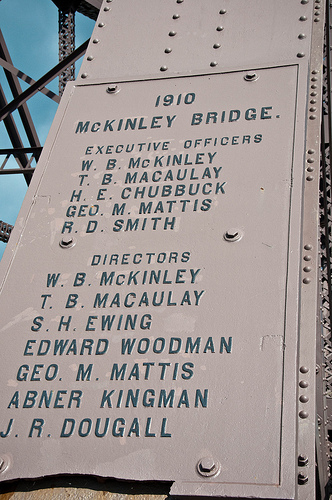 1910
McKINLEY BRIDGE.
EXECUTIVE OFFICERS
W. B. McKINLEY
T. B. MACAULAY
H. E. CHUBBUCK
GEO. M. MATTIS
R. D. SMITH
DIRECTORS
W. B. McKINLEY
T. B. MACAULAY
S. H. EWING
EDWARD WOODMAN
GEO. M. MATTIS
ABNER KINGMAN
J. R. DOUGALL